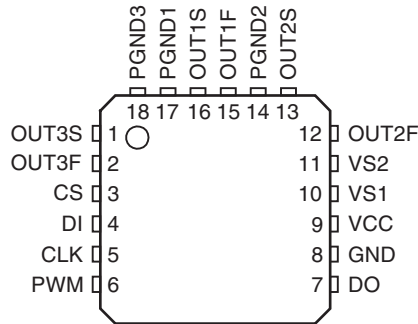 PGND3 PGND1 OUT1S OUT1F PGND2 OUT2S
18 17 16 15 14 13
OUT3S 1 12 OUT2F
OUT3F 2 11 VS2
CS 3 10 VS1
DI 4 9 VCC
CLK 5 8 GND
PWM 6 7 DO